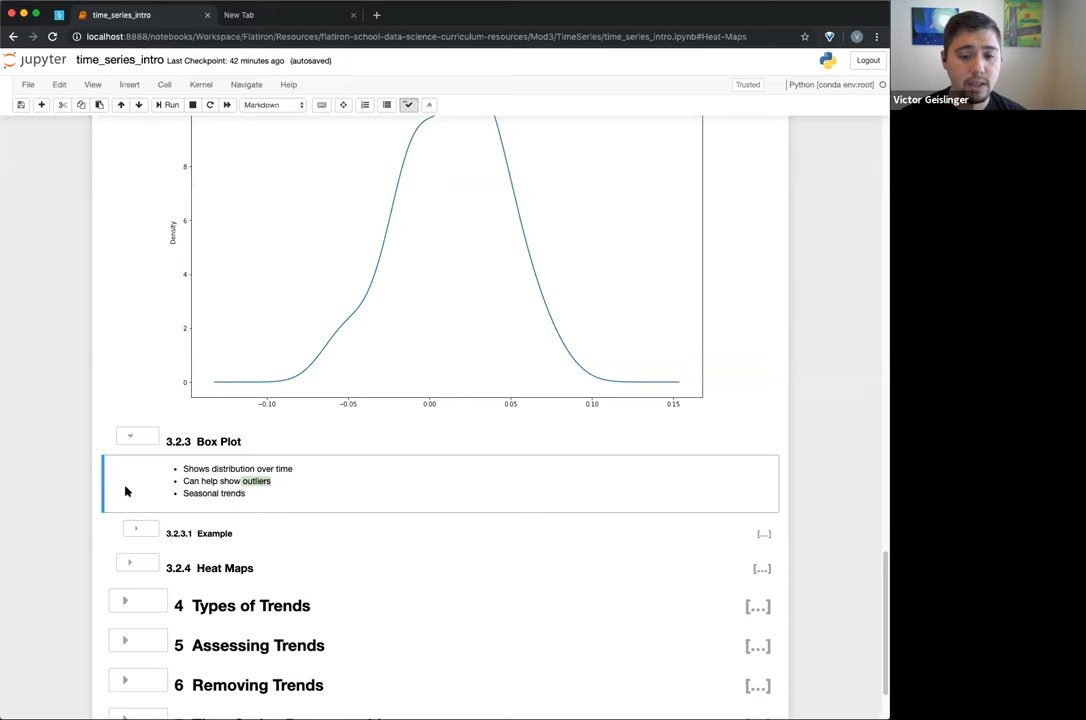 time_series_intro
New Tab
localhost:8888/notebooks/Workspace/Flatiron/Resources/flatiron-school-data-science-curriculum-resources/Mod3/TimeSeries/time_series_intro.ipynb#Heat-Maps
jupyter time_series_intro Last Checkpoint: 42 minutes ago (autosaved)
Logout
File Edit View Insert Cell Kernel Navigate Help
Trusted
Python [conda env:root]
Run
Markdown
Victor Geislinger
8
6
4
2
0
Density
−0.10 −0.05 0.00 0.05 0.10 0.15
3.2.3 Box Plot
• Shows distribution over time
• Can help show outliers
• Seasonal trends
3.2.3.1 Example
[...]
3.2.4 Heat Maps
[...]
4 Types of Trends
[...]
5 Assessing Trends
[...]
6 Removing Trends
[...]